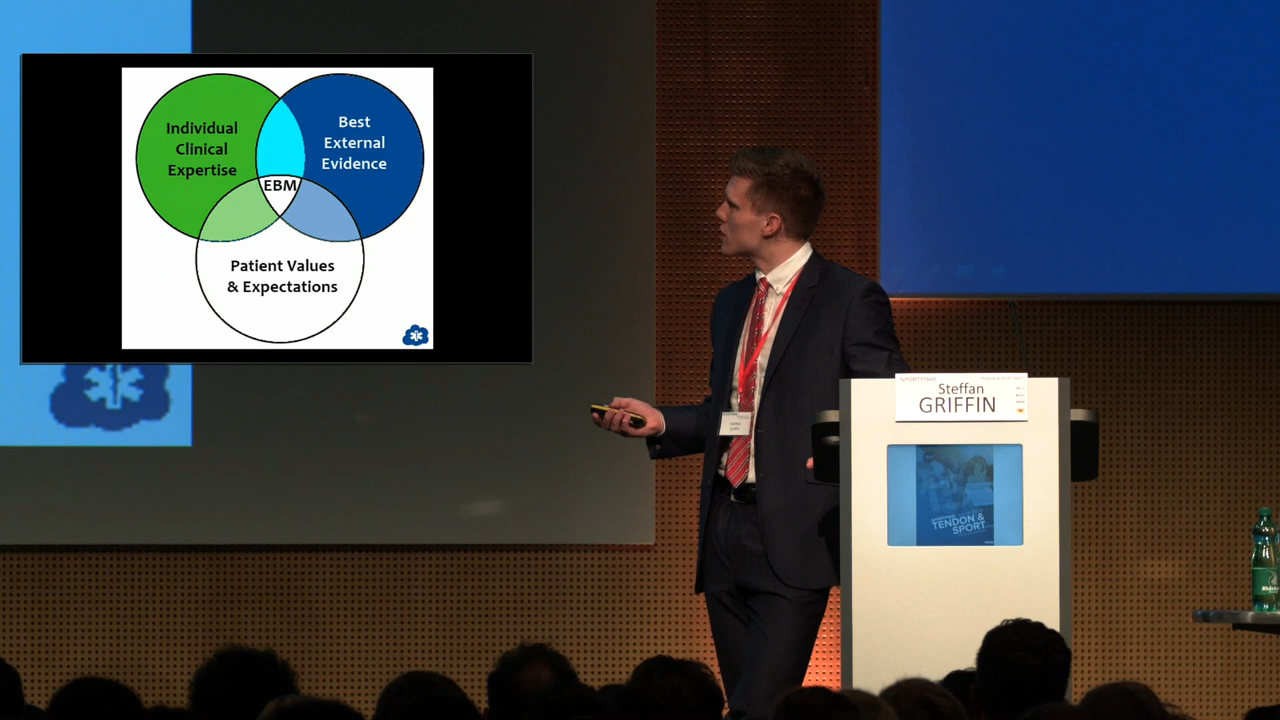 Individual
Clinical
Expertise
Best
External
Evidence
EBM
Patient Values
& Expectations
Steffan
GRIFFIN
TENDON &
SPORT